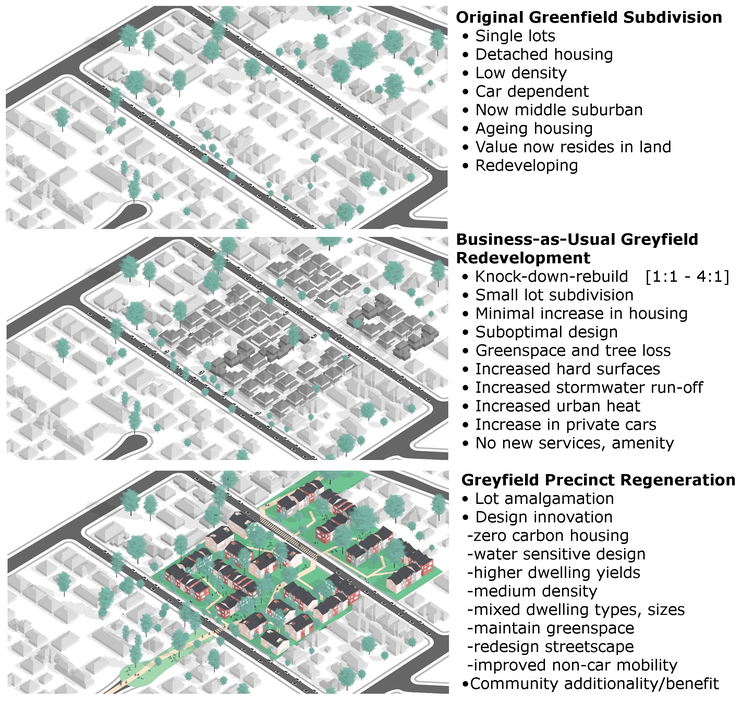 Original Greenfield Subdivision
• Single lots
• Detached housing
• Low density
• Car dependent
• Now middle suburban
• Ageing housing
• Value now resides in land
• Redeveloping
Business-as-Usual Greyfield
Redevelopment
• Knock-down-rebuild [1:1 - 4:1]
• Small lot subdivision
• Minimal increase in housing
• Suboptimal design
• Greenspace and tree loss
• Increased hard surfaces
• Increased stormwater run-off
• Increased urban heat
• Increase in private cars
• No new services, amenity
Greyfield Precinct Regeneration
• Lot amalgamation
• Design innovation
-zero carbon housing
-water sensitive design
-higher dwelling yields
-medium density
-mixed dwelling types, sizes
-maintain greenspace
-redesign streetscape
-improved non-car mobility
•Community additionality/benefit